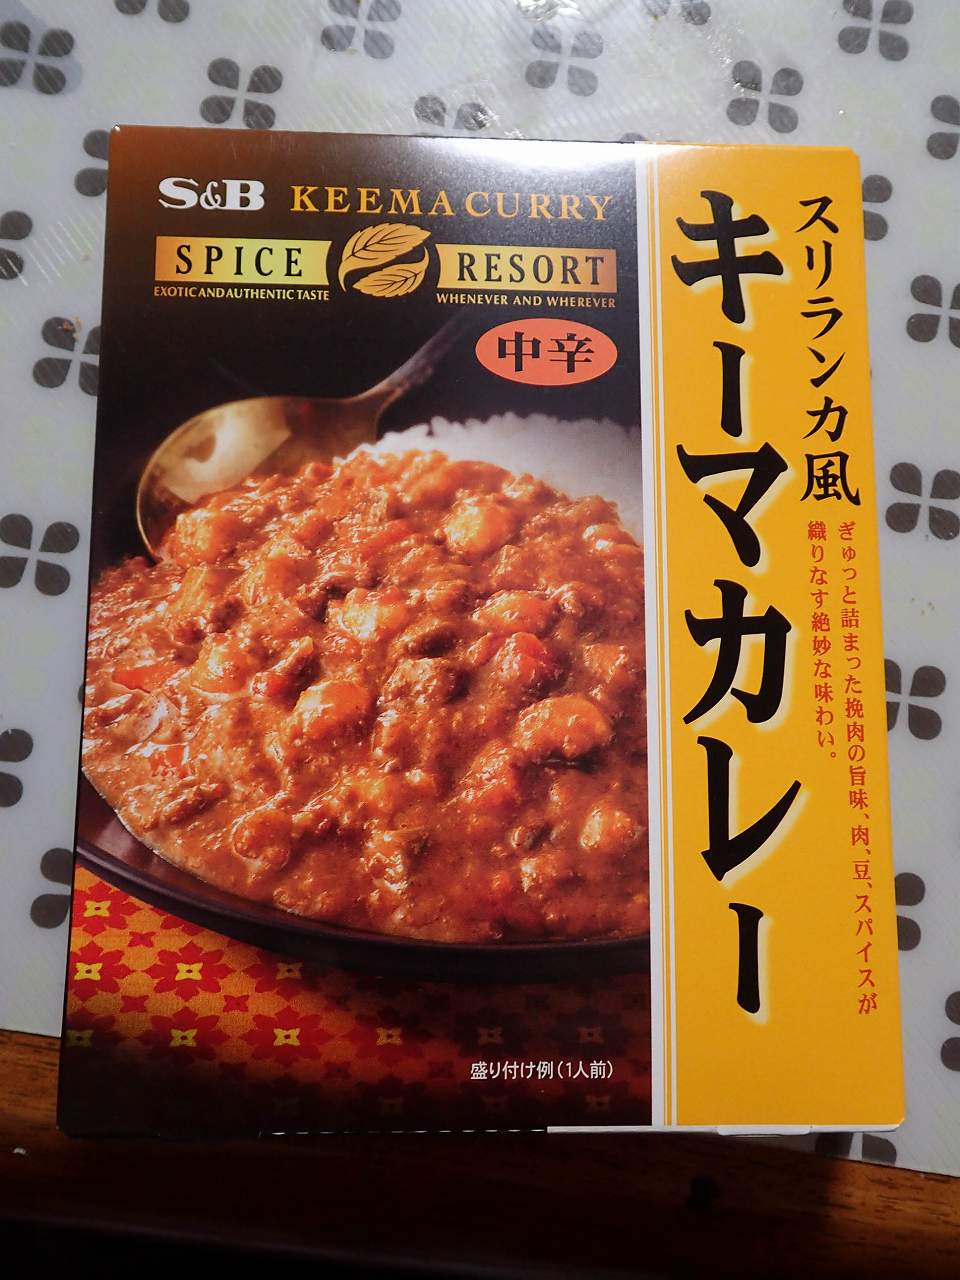 S&B KEEMA CURRY
SPICE RESORT
EXOTIC AND AUTHENTIC TASTE
WHENEVER AND WHEREVER
中辛
スリランカ風
キーマカレー
ぎゅっと詰まった挽肉の旨味、肉、豆、スパイスが
織りなす絶妙な味わい。
盛り付け例(1人前)